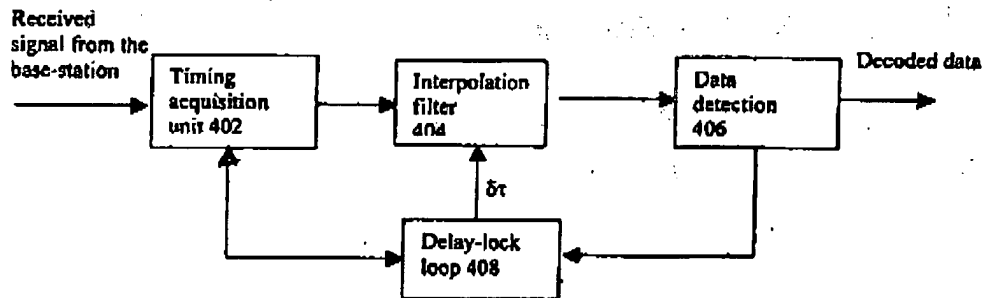 Received
signal from the
base-station
Timing
acquisition
unit 402
Interpolation
filter
404
Data
detection
406
Decoded data
δτ
Delay-lock
loop 408